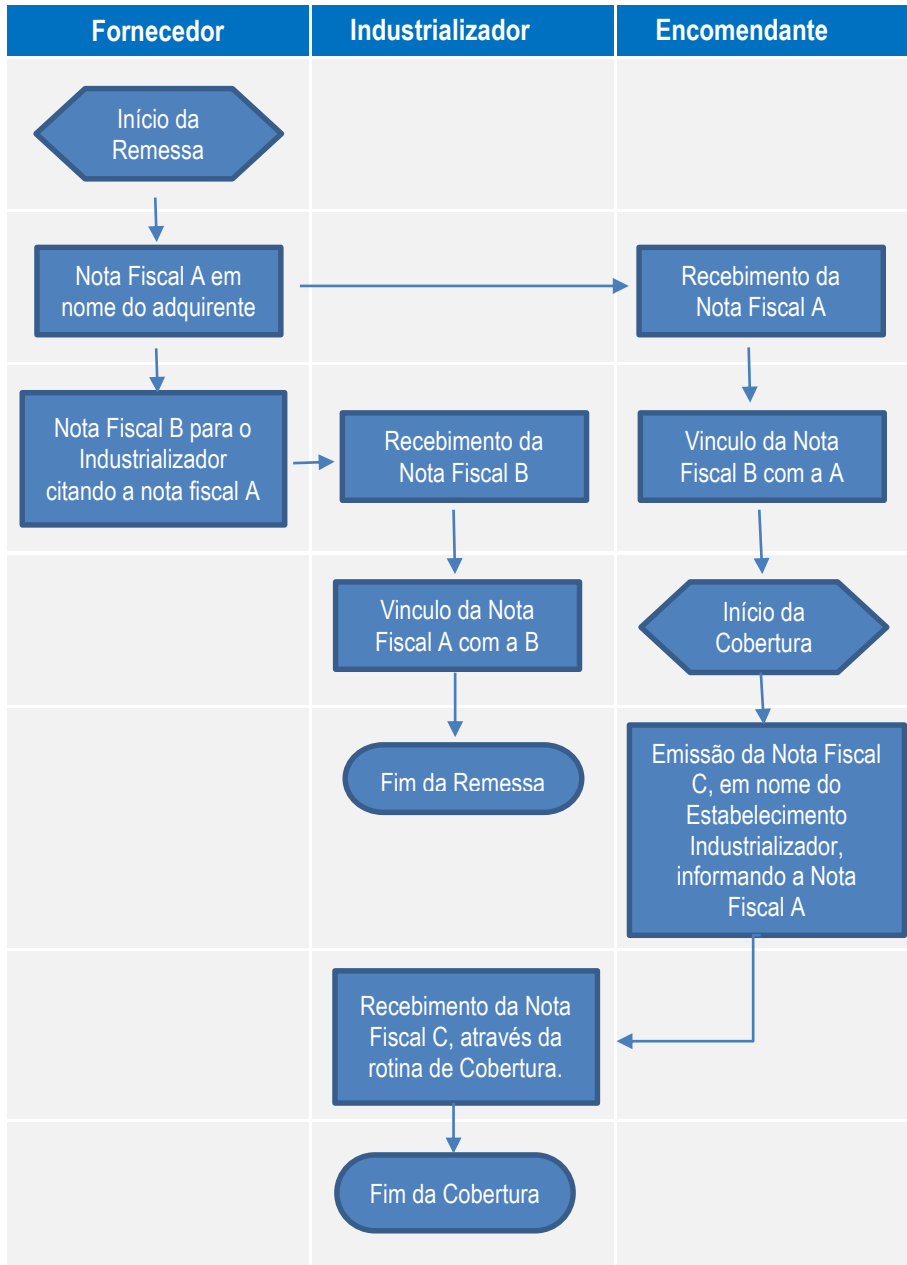 Fornecedor
Industrializador
Encomendante
Início da
Remessa
Nota Fiscal A em
nome do adquirente
Recebimento da
Nota Fiscal A
Nota Fiscal B para o
Industrializador
citando a nota fiscal A
Recebimento da
Nota Fiscal B
Vinculo da Nota
Fiscal B com a A
Vinculo da Nota
Fiscal A com a B
Início da
Cobertura
Fim da Remessa
Emissão da Nota Fiscal
C, em nome do
Estabelecimento
Industrializador,
informando a Nota
Fiscal A
Recebimento da Nota
Fiscal C, através da
rotina de Cobertura.
Fim da Cobertura